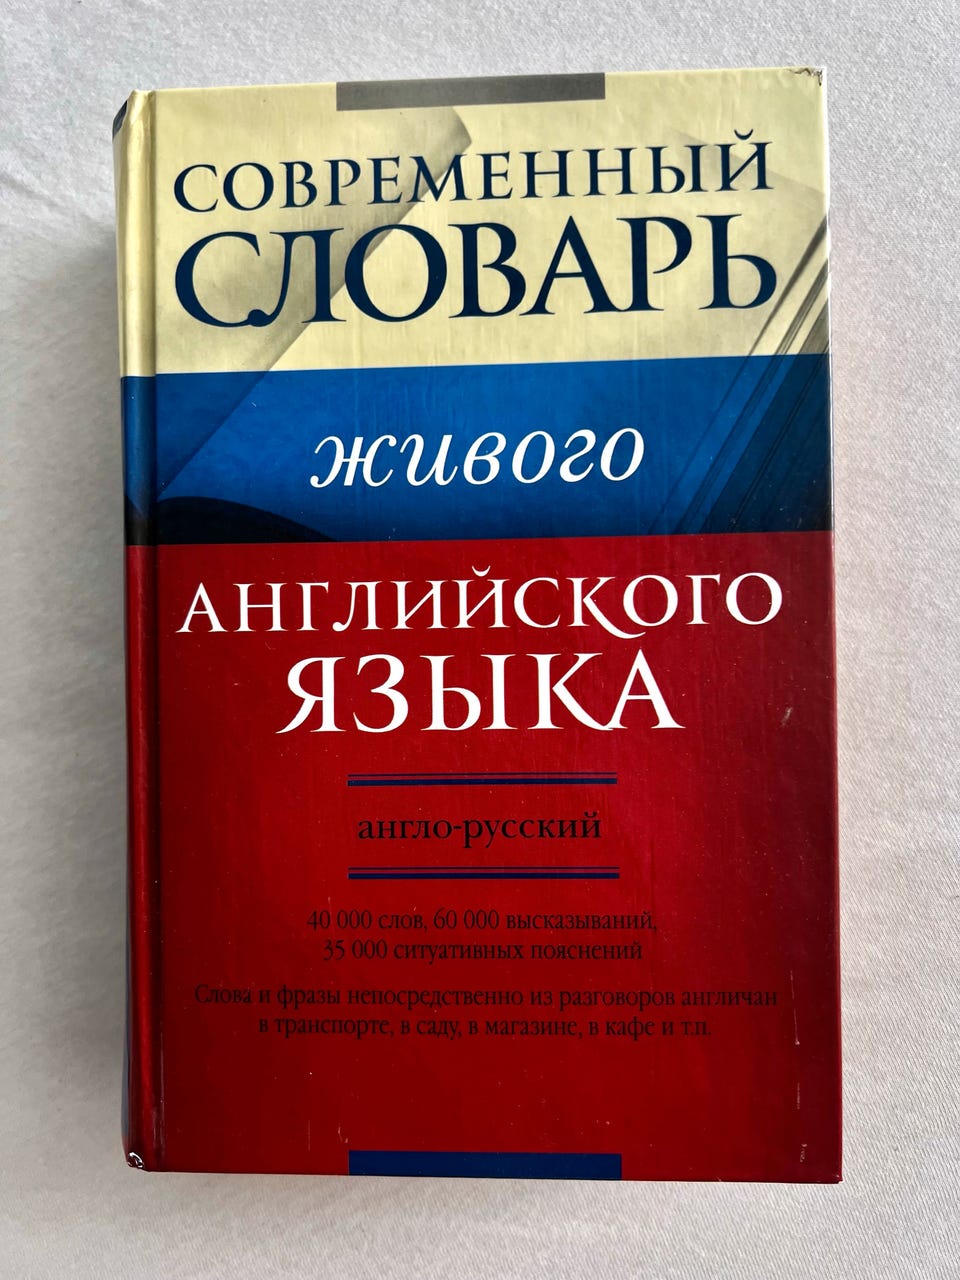 СОВРЕМЕННЫЙ
СЛОВАРЬ
живого
АНГЛИЙСКОГО
ЯЗЫКА
англо-русский
40 000 слов, 60 000 высказываний,
35 000 ситуативных пояснений
Слова и фразы непосредственно из разговоров англичан
в транспорте, в саду, в магазине, в кафе и т.п.